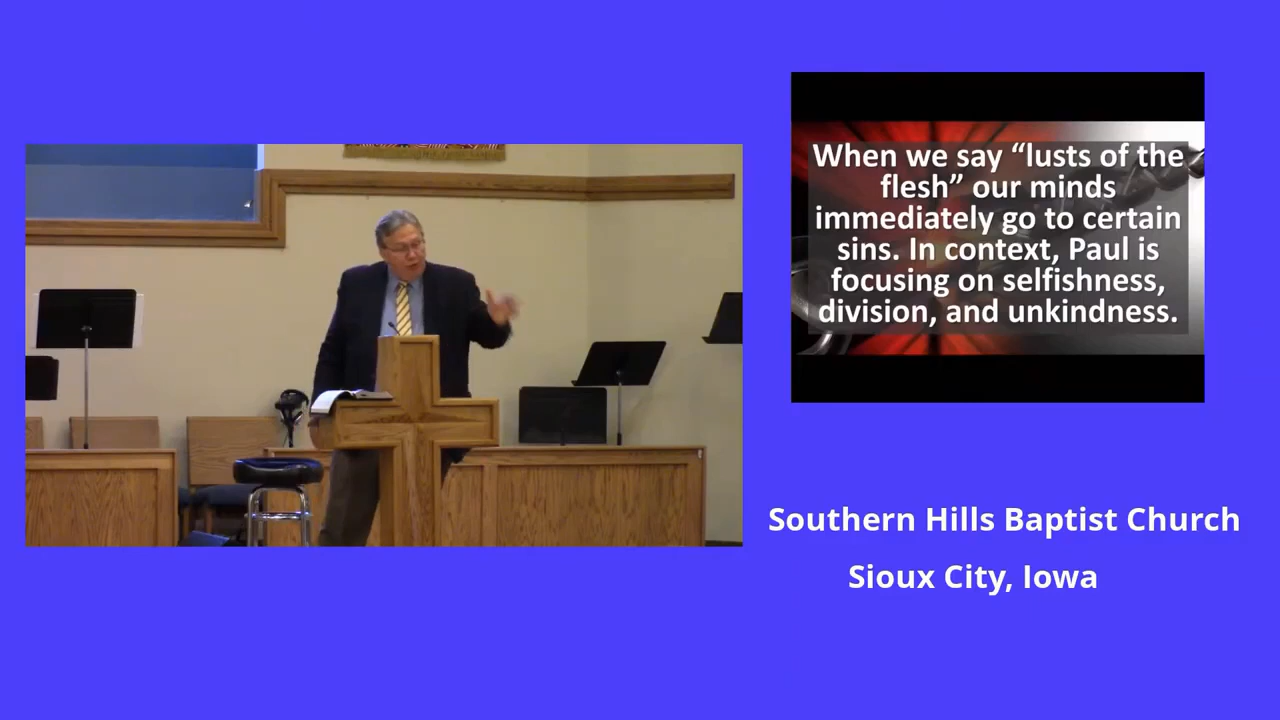 When we say “lusts of the
flesh” our minds
immediately go to certain
sins. In context, Paul is
focusing on selfishness,
division, and unkindness.
Southern Hills Baptist Church
Sioux City, Iowa